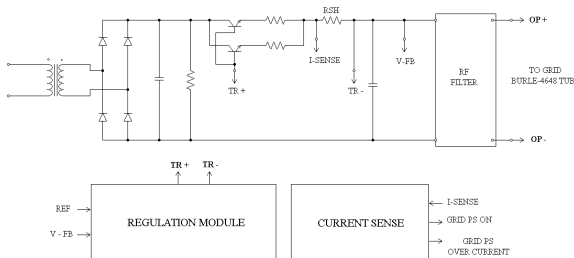 RSH
OP+
I-SENSE
V-FB
TR +
TR -
RF
FILTER
TO GRID
BURLE-4648 TUB
OP -
TR +
TR -
REF
V - FB
REGULATION MODULE
CURRENT SENSE
I-SENSE
GRID PS ON
GRID PS
OVER CURRENT